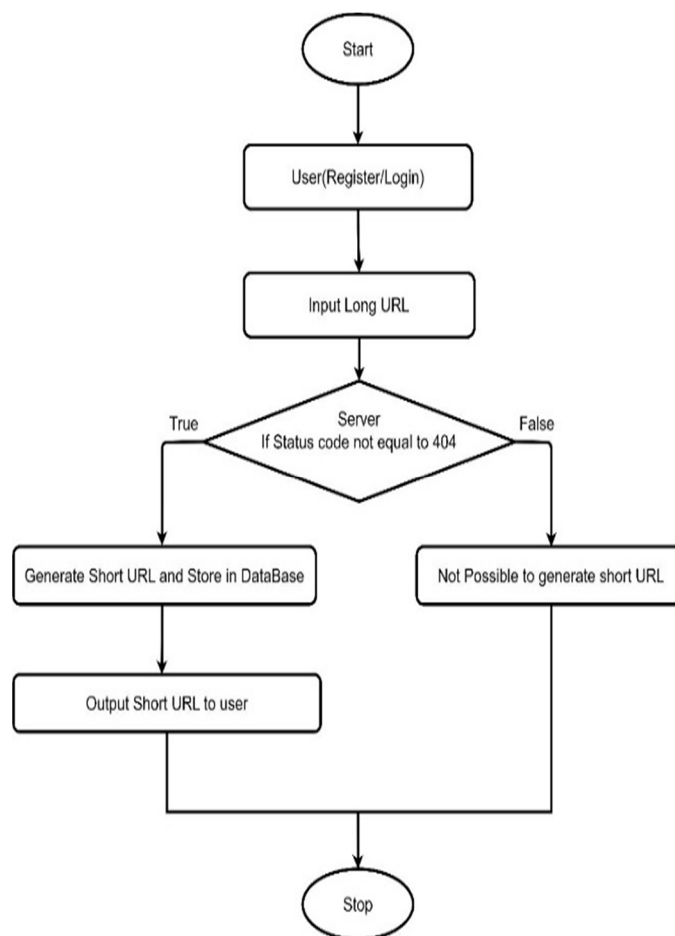 Start
User(Register/Login)
Input Long URL
True
Server
False
If Status code not equal to 404
Generate Short URL and Store in DataBase
Not Possible to generate short URL
Output Short URL to user
Stop